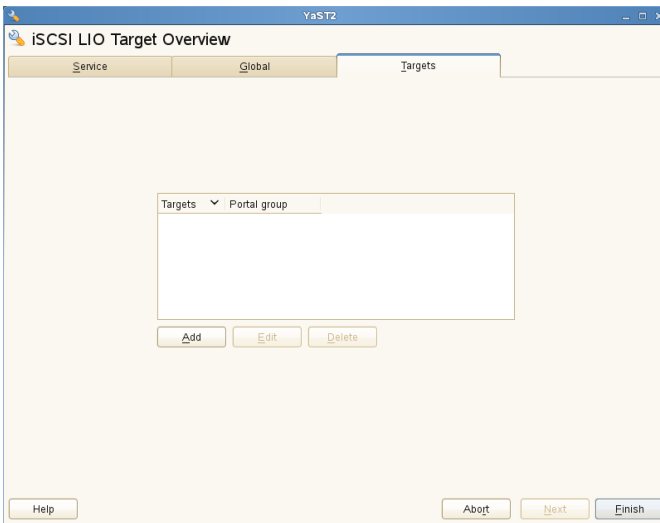 YaST2
iSCSI LIO Target Overview
Service Global Targets
Targets Portal group
Add Edit Delete
Help Abort Next Finish